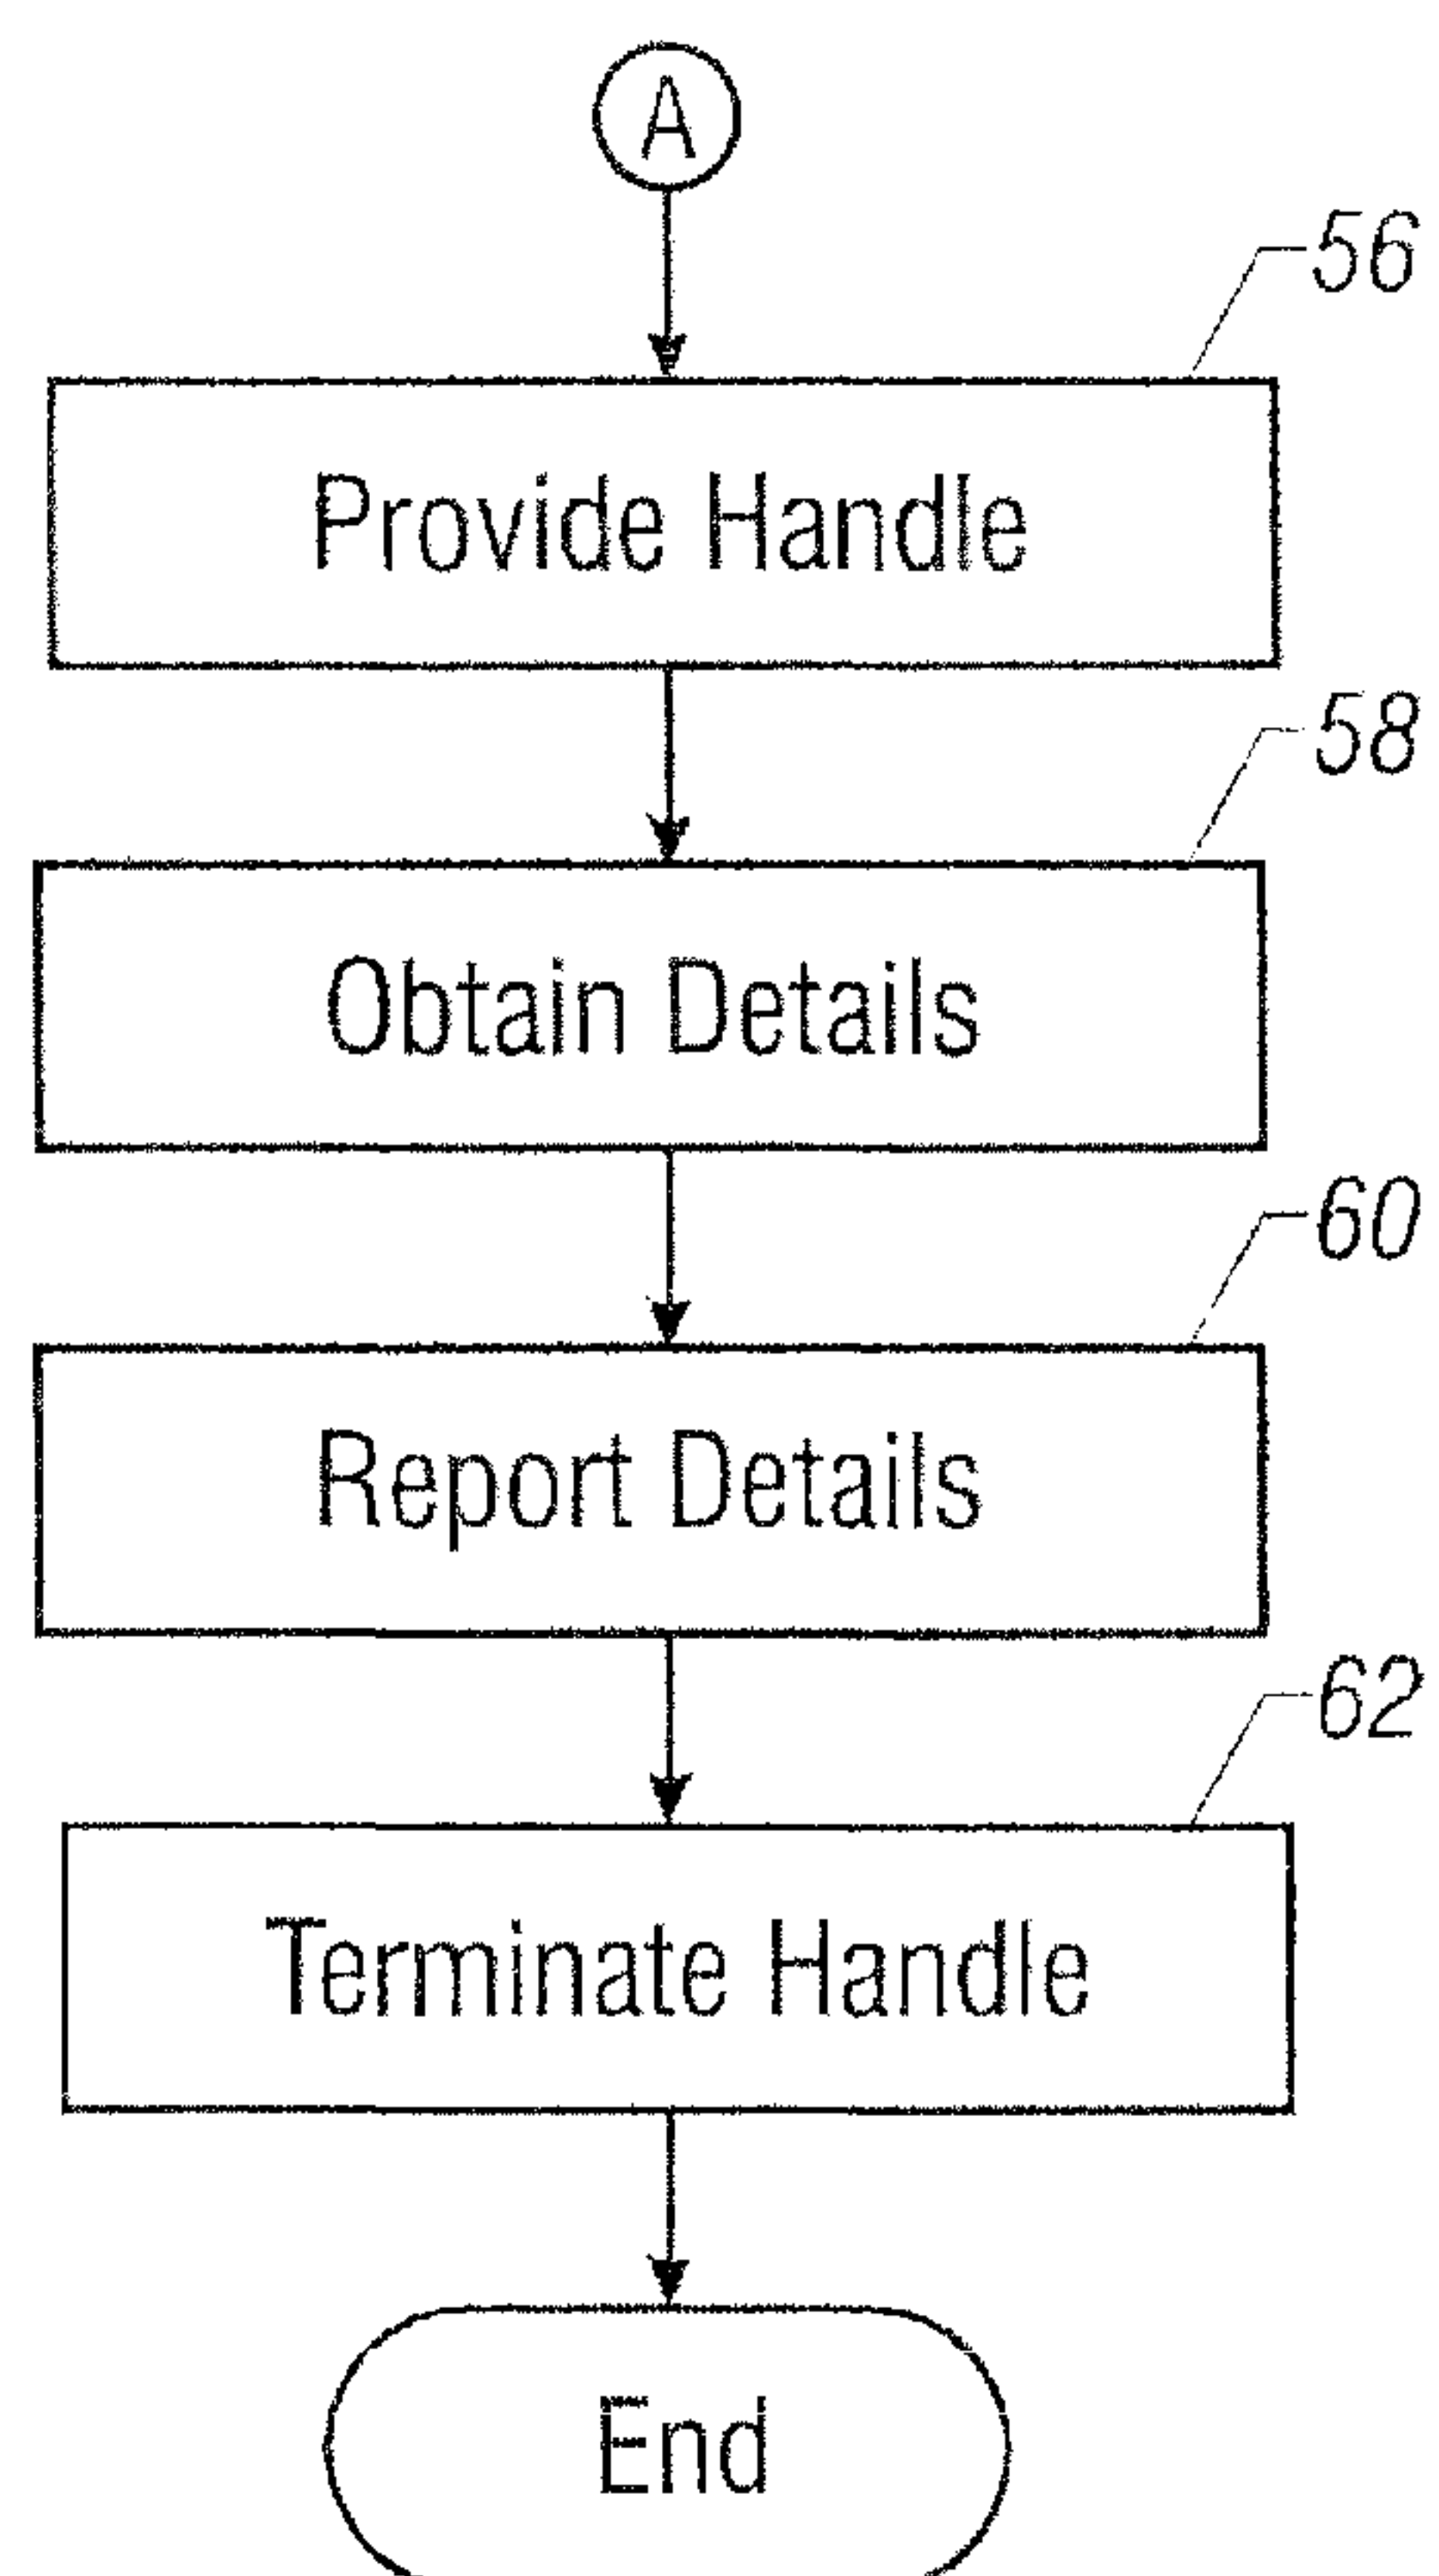 A
56
Provide Handle
58
Obtain Details
60
Report Details
62
Terminate Handle
End